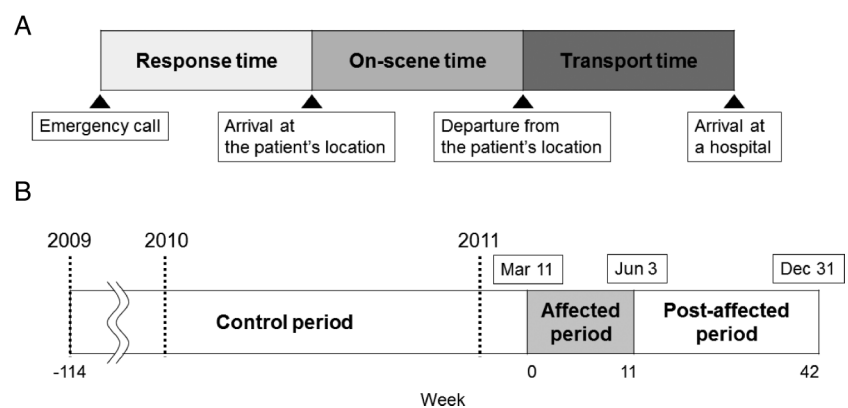 A
Response time
On-scene time
Transport time
Emergency call
Arrival at
the patient's location
Departure from
the patient's location
Arrival at
a hospital
B
2009
2010
2011
Mar 11
Jun 3
Dec 31
Control period
Affected
period
Post-affected
period
-114
0
11
42
Week